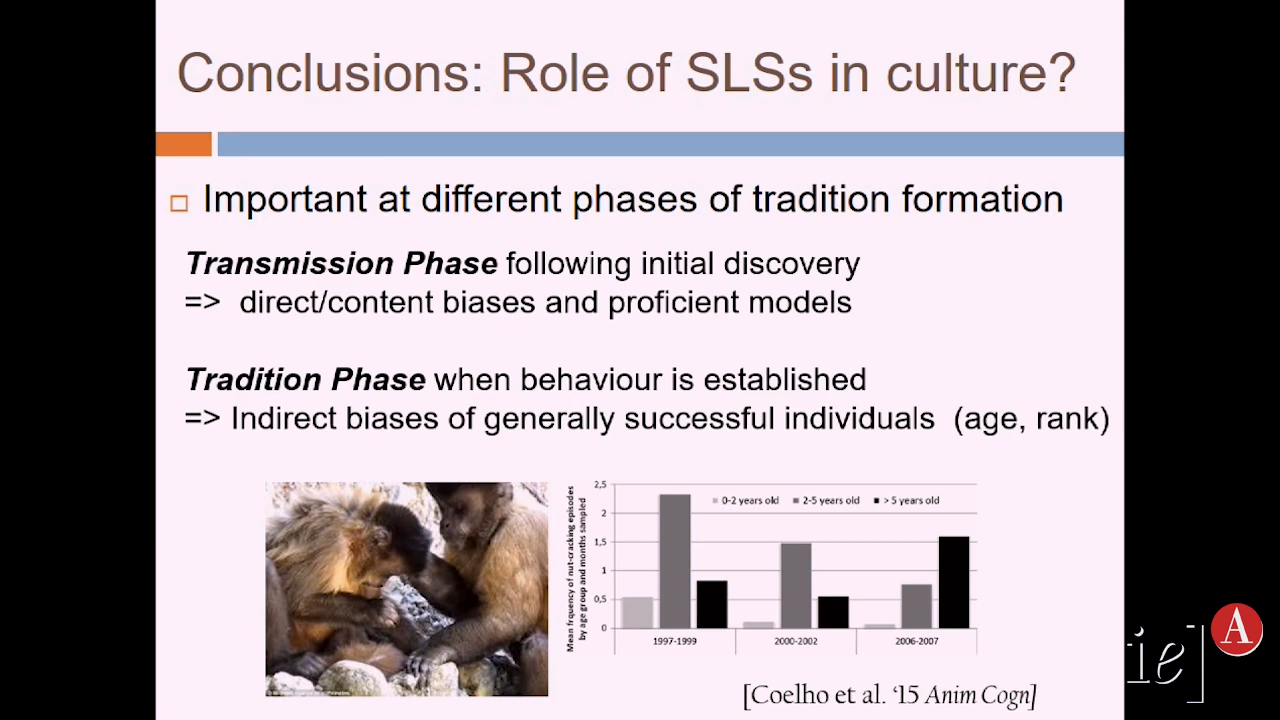 Conclusions: Role of SLSs in culture?
Important at different phases of tradition formation
Transmission Phase following initial discovery
=> direct/content biases and proficient models
Tradition Phase when behaviour is established
=> Indirect biases of generally successful individuals (age, rank)
Mean frquency of nut-cracking episodes
by age group and months sampled
2,5
2
1,5
1
0,5
0
0-2 years old 2-5 years old > 5 years old
1997-1999 2000-2002 2006-2007
[Coelho et al. '15 Anim Cogn]
ie]
A